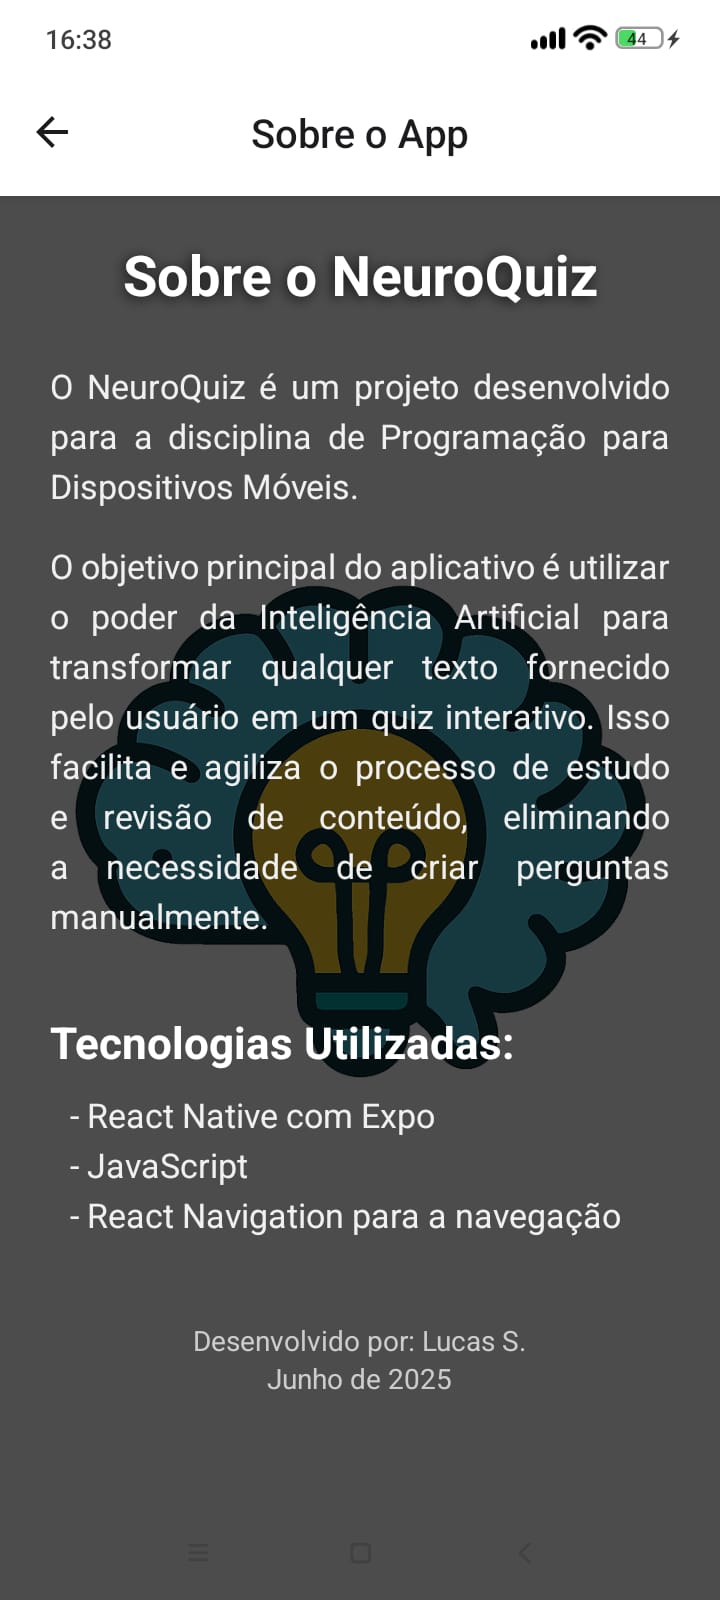 16:38
44
Sobre o App
Sobre o NeuroQuiz
O NeuroQuiz é um projeto desenvolvido
para a disciplina de Programação para
Dispositivos Móveis.
O objetivo principal do aplicativo é utilizar
o poder da Inteligência Artificial para
transformar qualquer texto fornecido
pelo usuário em um quiz interativo. Isso
facilita e agiliza o processo de estudo
e revisão de conteúdo, eliminando
a necessidade de criar perguntas
manualmente.
Tecnologias Utilizadas:
- React Native com Expo
- JavaScript
- React Navigation para a navegação
Desenvolvido por: Lucas S.
Junho de 2025